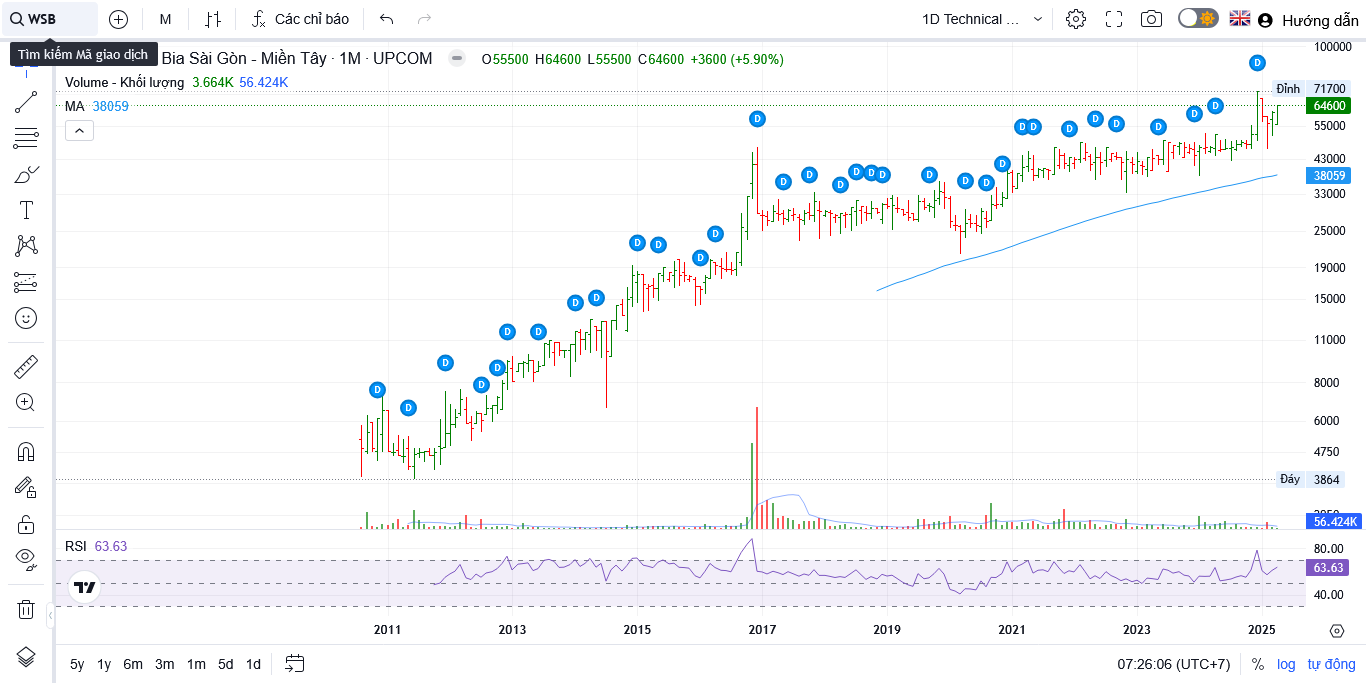 WSB
M
Các chỉ báo
1D Technical ...
Hướng dẫn
Tìm kiếm Mã giao dịch
Bia Sài Gòn - Miền Tây · 1M · UPCOM
O55500 H64600 L55500 C64600 +3600 (+5.90%)
Volume - Khối lượng 3.664K 56.424K
MA 38059
100000
Đỉnh 71700
64600
55000
43000
38059
33000
25000
19000
15000
11000
8000
6000
4750
Đáy 3864
56.424K
D D D D D D D D D D D D D D D D D D D D D D D D D D D D D D D D D D D
RSI 63.63
80.00
63.63
40.00
2011 2013 2015 2017 2019 2021 2023 2025
5y 1y 6m 3m 1m 5d 1d
07:26:06 (UTC+7) % log tự động